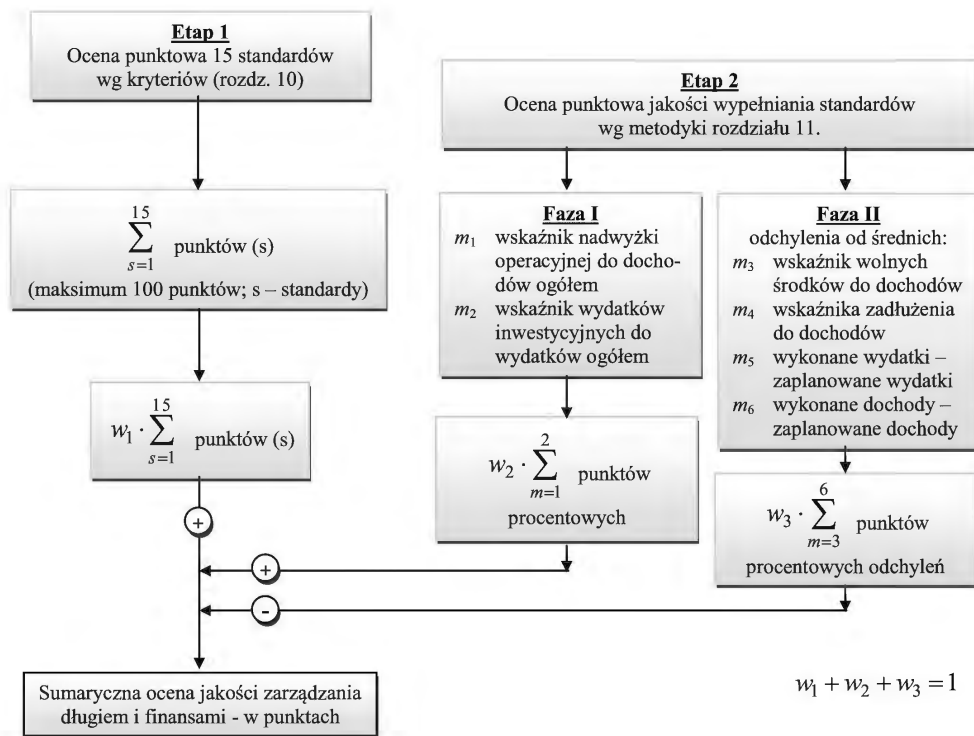 Etap 1
Ocena punktowa 15 standardów
wg kryteriów (rozdz. 10)
Etap 2
Ocena punktowa jakości wypełniania standardów
wg metodyki rozdziału 11.
15
∑ punktów (s)
s=1
(maksimum 100 punktów; s – standardy)
Faza I
m₁ wskaźnik nadwyżki
operacyjnej do docho-
dów ogółem
m₂ wskaźnik wydatków
inwestycyjnych do
wydatków ogółem
Faza II
odchylenia od średnich:
m₃ wskaźnik wolnych
środków do dochodów
m₄ wskaźnika zadłużenia
do dochodów
m₅ wykonane wydatki –
zaplanowane wydatki
m₆ wykonane dochody –
zaplanowane dochody
15
w₁ · ∑ punktów (s)
s=1
2
w₂ · ∑ punktów
m=1
procentowych
6
w₃ · ∑ punktów
m=3
procentowych odchyleń
+
+
-
Sumaryczna ocena jakości zarządzania
długiem i finansami - w punktach
w₁ + w₂ + w₃ = 1